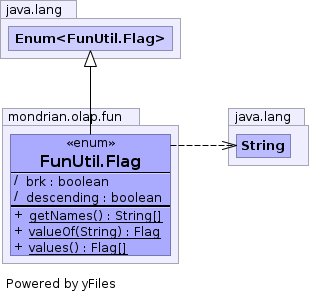 java.lang
Enum<FunUtil.Flag>
mondrian.olap.fun
java.lang
«enum»
FunUtil.Flag
String
/ brk : boolean
/ descending : boolean
+ getNames() : String[]
+ valueOf(String) : Flag
+ values() : Flag[]
Powered by yFiles